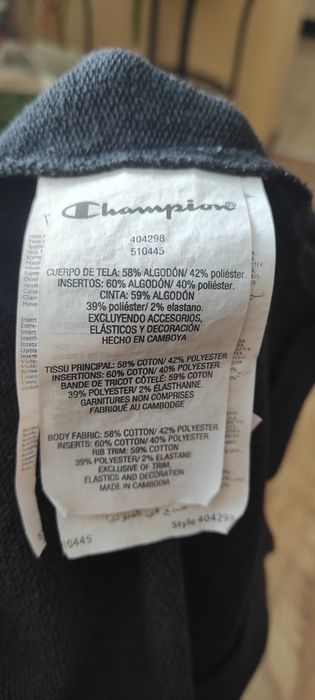 Champion
404298
510445
CUERPO DE TELA: 58% ALGODÓN/ 42% poliéster.
INSERTOS: 60% ALGODÓN/ 40% poliéster.
CINTA: 59% ALGODÓN
39% poliéster/ 2% elastano.
EXCLUYENDO ACCESORIOS,
ELÁSTICOS Y DECORACIÓN
HECHO EN CAMBOYA
TISSU PRINCIPAL: 58% COTON/ 42% POLYESTER.
INSERTIONS: 60% COTON/ 40% POLYESTER.
BANDE DE TRICOT CÔTELÉ: 59% COTON
39% POLYESTER/ 2% ÉLASTHANNE.
GARNITURES NON COMPRISES
FABRIQUÉ AU CAMBODGE
BODY FABRIC: 58% COTTON/ 42% POLYESTER.
INSERTS: 60% COTTON/ 40% POLYESTER.
RIB TRIM: 59% COTTON
39% POLYESTER/ 2% ELASTANE
EXCLUSIVE OF TRIM,
ELASTICS AND DECORATION
MADE IN CAMBODIA
Style 40429
10445